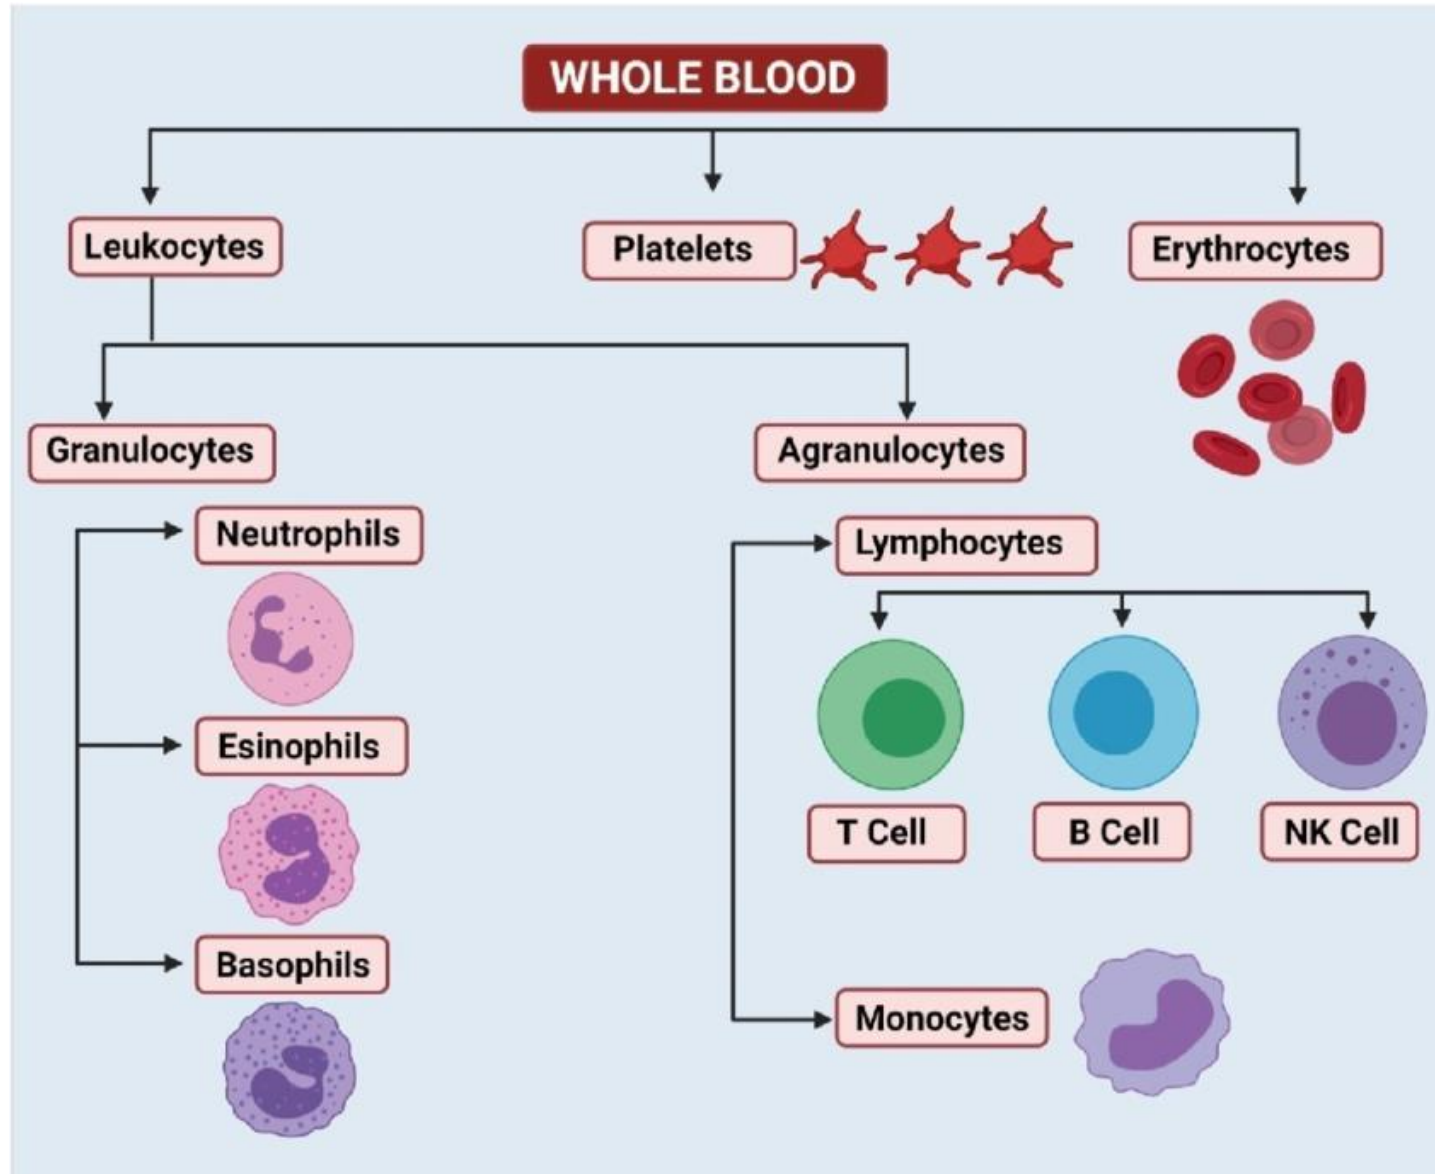 WHOLE BLOOD
Leukocytes
Platelets
Erythrocytes
Granulocytes
Agranulocytes
Neutrophils
Lymphocytes
Esinophils
T Cell
B Cell
NK Cell
Basophils
Monocytes